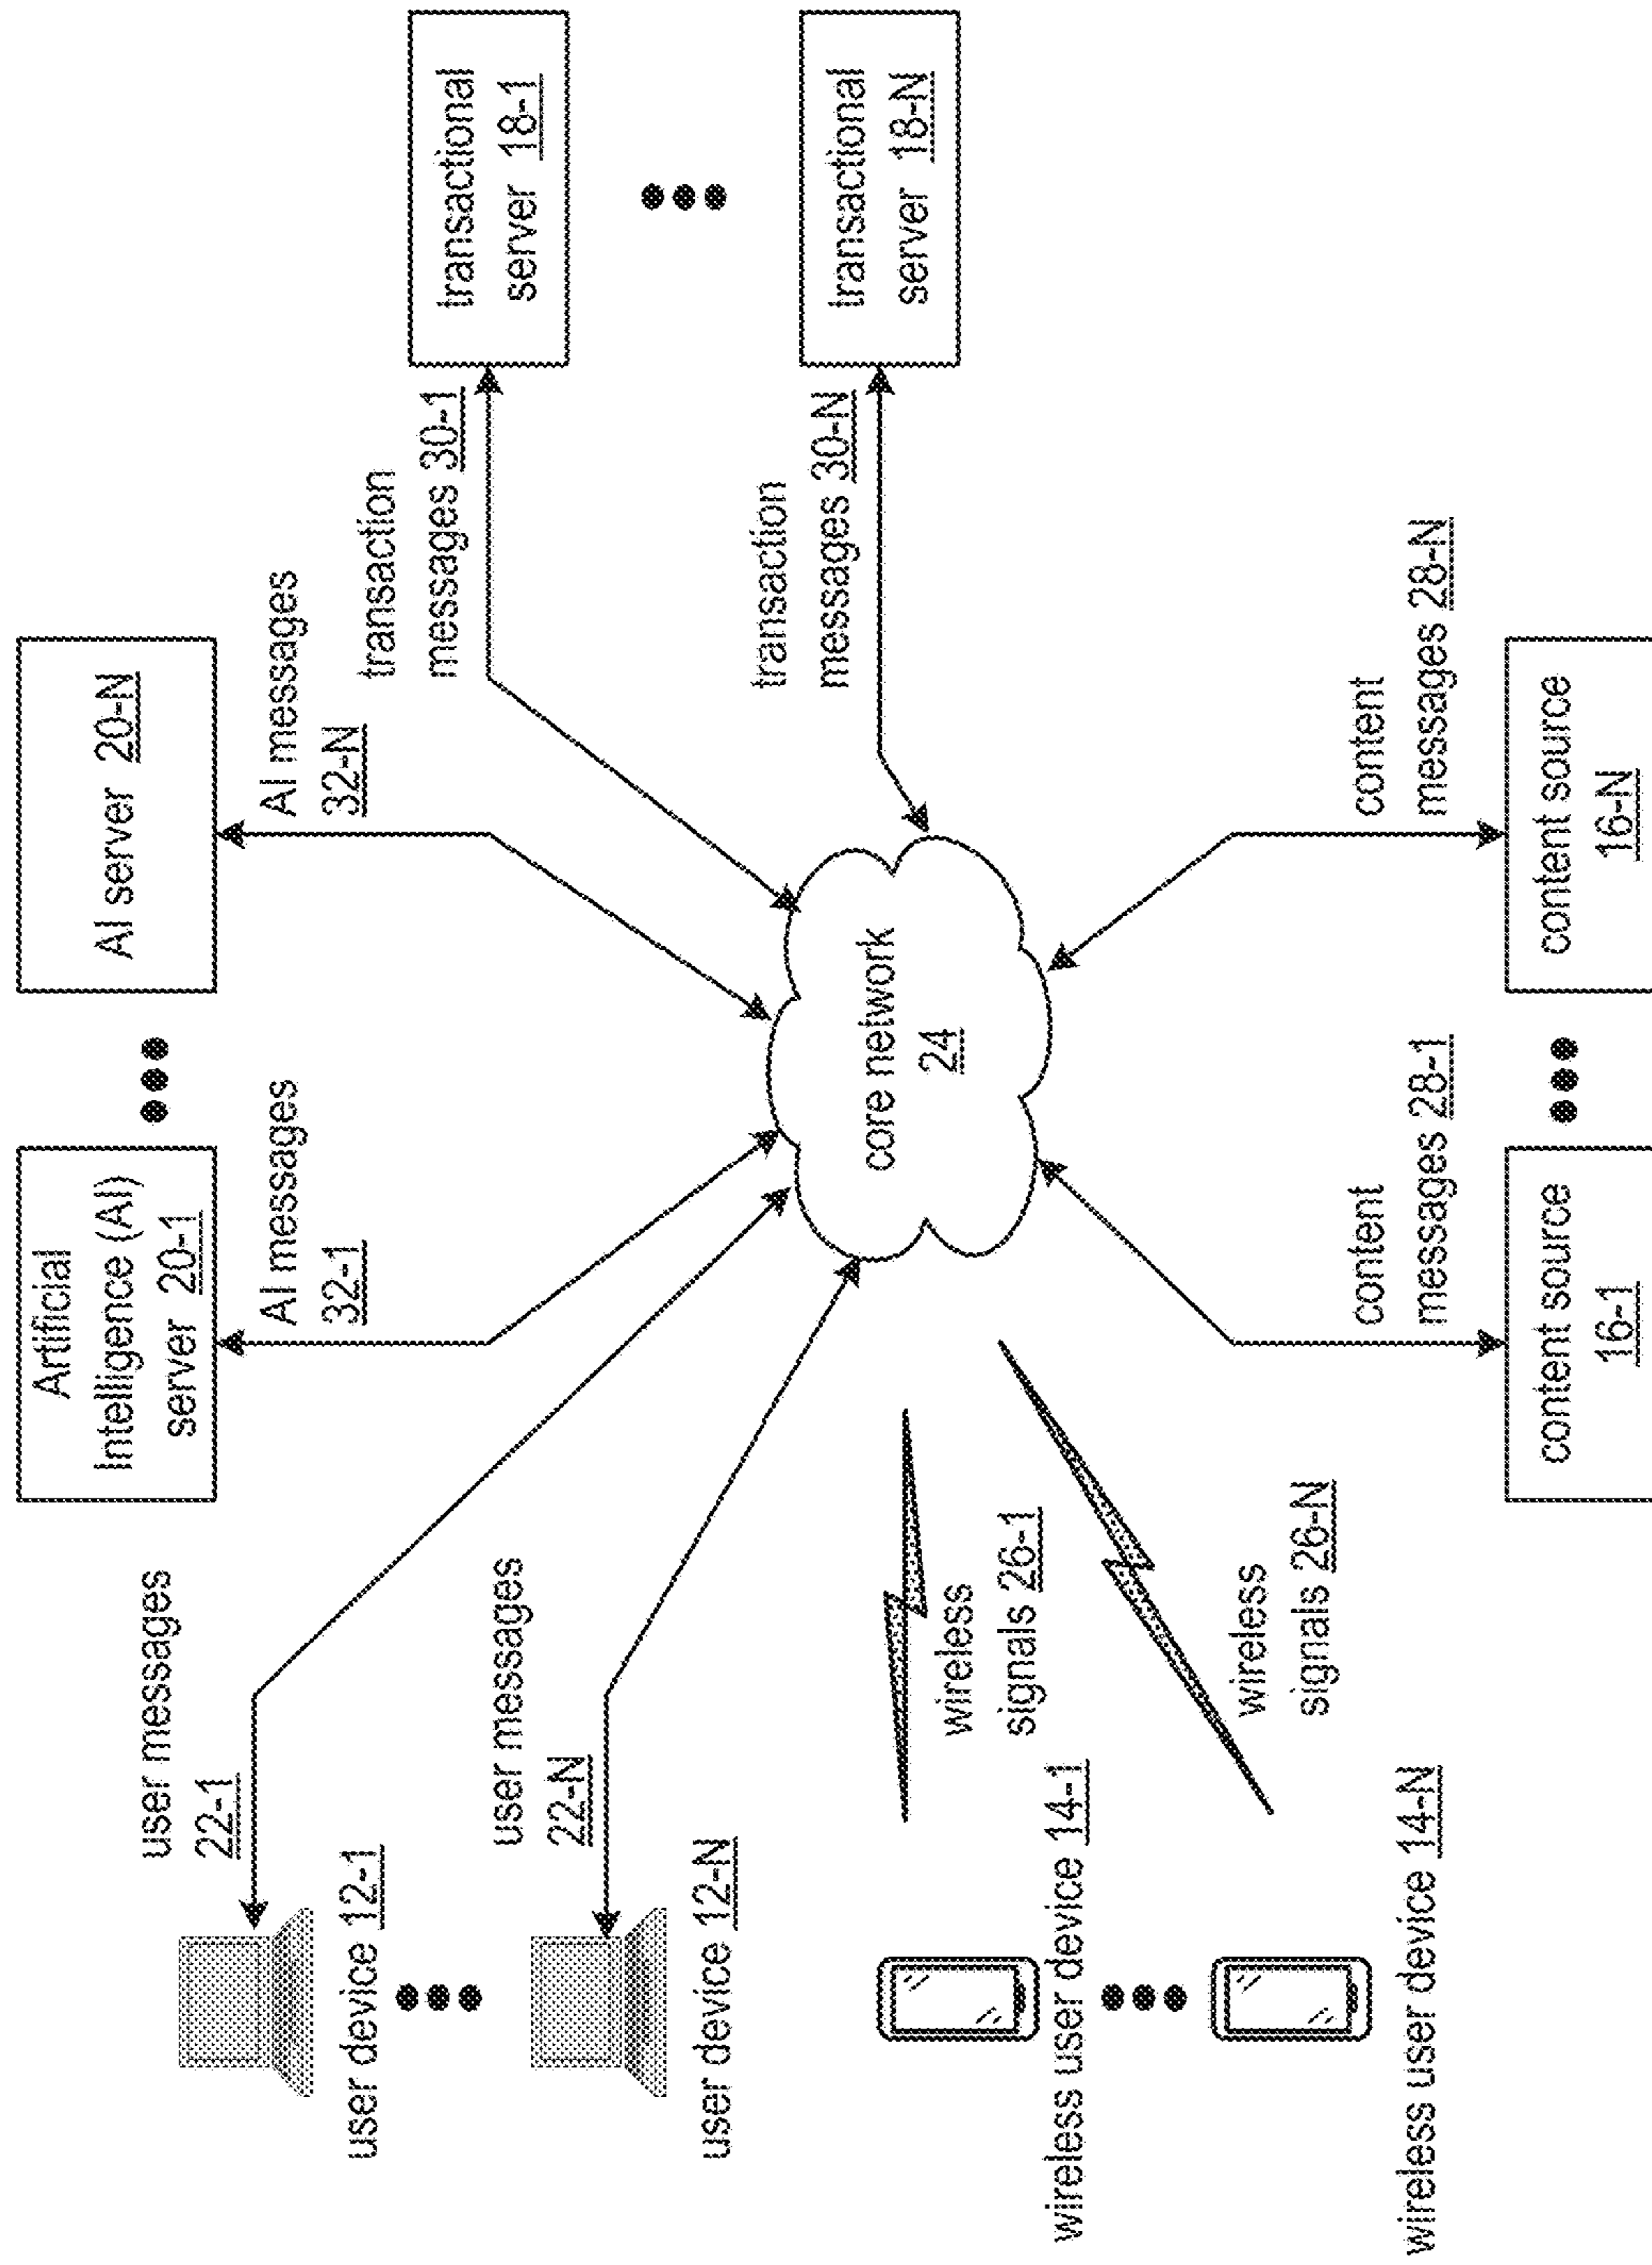 Artificial
Intelligence (AI)
server 20-1
AI server 20-N
AI messages
32-1
AI messages
32-N
user messages
22-1
user device 12-1
user messages
22-N
user device 12-N
transaction
messages 30-1
transactional
server 18-1
transaction
messages 30-N
transactional
server 18-N
core network
24
wireless
signals 26-1
wireless user device 14-1
wireless
signals 26-N
wireless user device 14-N
content
messages 28-1
content
messages 28-N
content source
16-1
content source
16-N